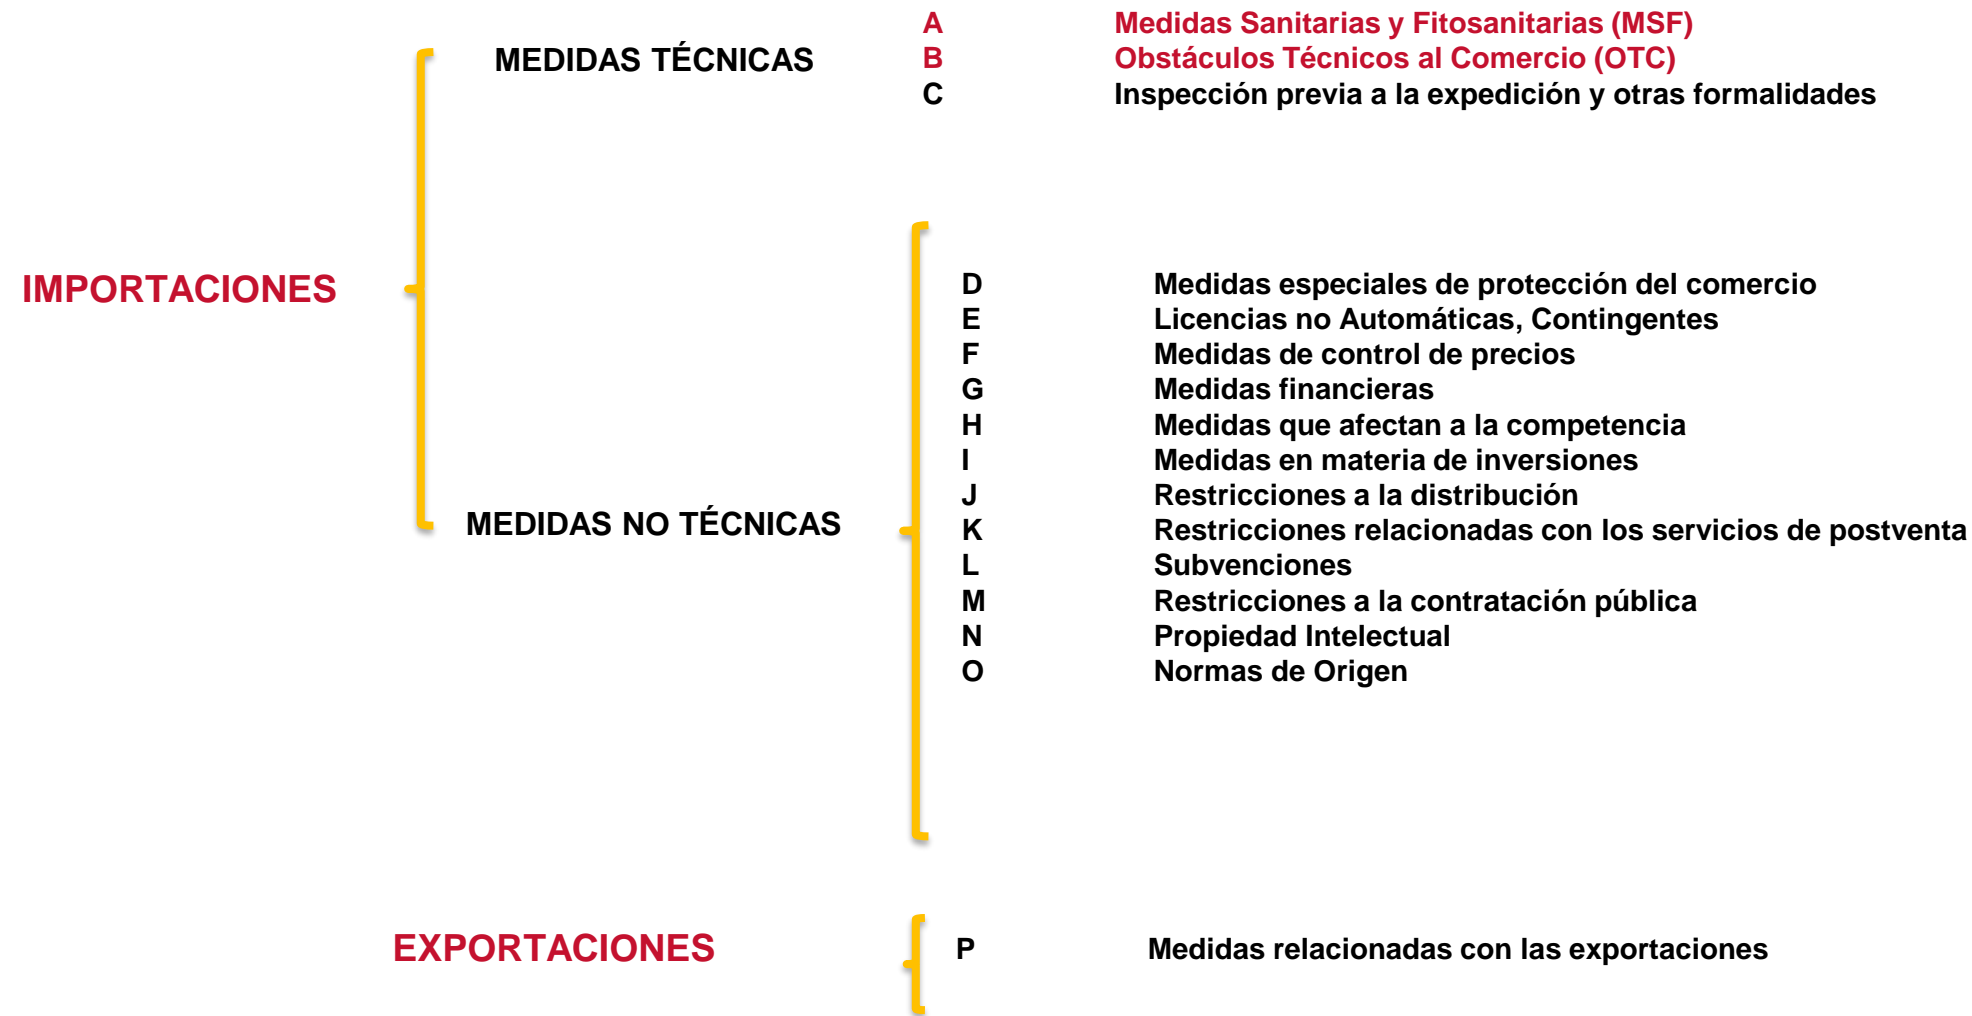 A Medidas Sanitarias y Fitosanitarias (MSF)
MEDIDAS TÉCNICAS B Obstáculos Técnicos al Comercio (OTC)
C Inspección previa a la expedición y otras formalidades
IMPORTACIONES D Medidas especiales de protección del comercio
E Licencias no Automáticas, Contingentes
F Medidas de control de precios
G Medidas financieras
H Medidas que afectan a la competencia
I Medidas en materia de inversiones
J Restricciones a la distribución
MEDIDAS NO TÉCNICAS K Restricciones relacionadas con los servicios de postventa
L Subvenciones
M Restricciones a la contratación pública
N Propiedad Intelectual
O Normas de Origen
EXPORTACIONES P Medidas relacionadas con las exportaciones